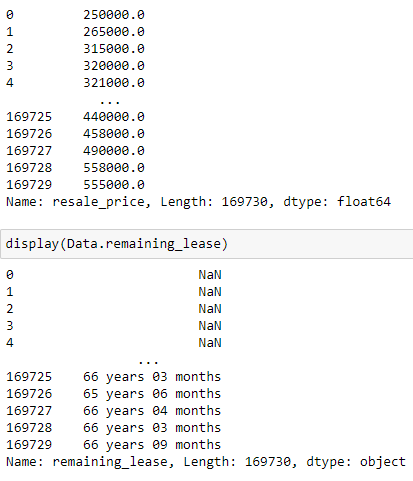 0         250000.0
1         265000.0
2         315000.0
3         320000.0
4         321000.0
            ...
169725    440000.0
169726    458000.0
169727    490000.0
169728    558000.0
169729    555000.0
Name: resale_price, Length: 169730, dtype: float64
display(Data.remaining_lease)
0                         NaN
1                         NaN
2                         NaN
3                         NaN
4                         NaN
                 ...
169725    66 years 03 months
169726    65 years 06 months
169727    66 years 04 months
169728    66 years 03 months
169729    66 years 09 months
Name: remaining_lease, Length: 169730, dtype: object